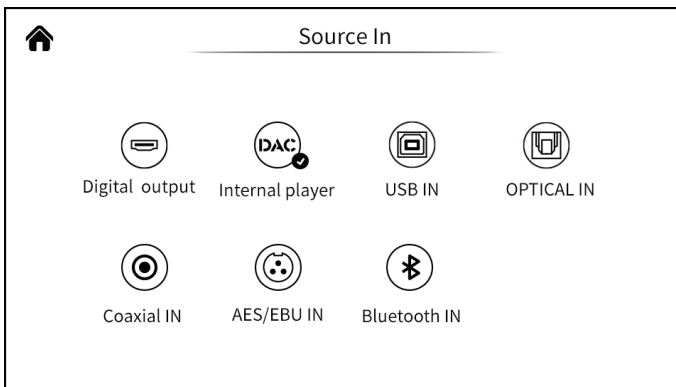 Source In
DAC
Digital output
Internal player
USB IN
OPTICAL IN
Coaxial IN
AES/EBU IN
Bluetooth IN